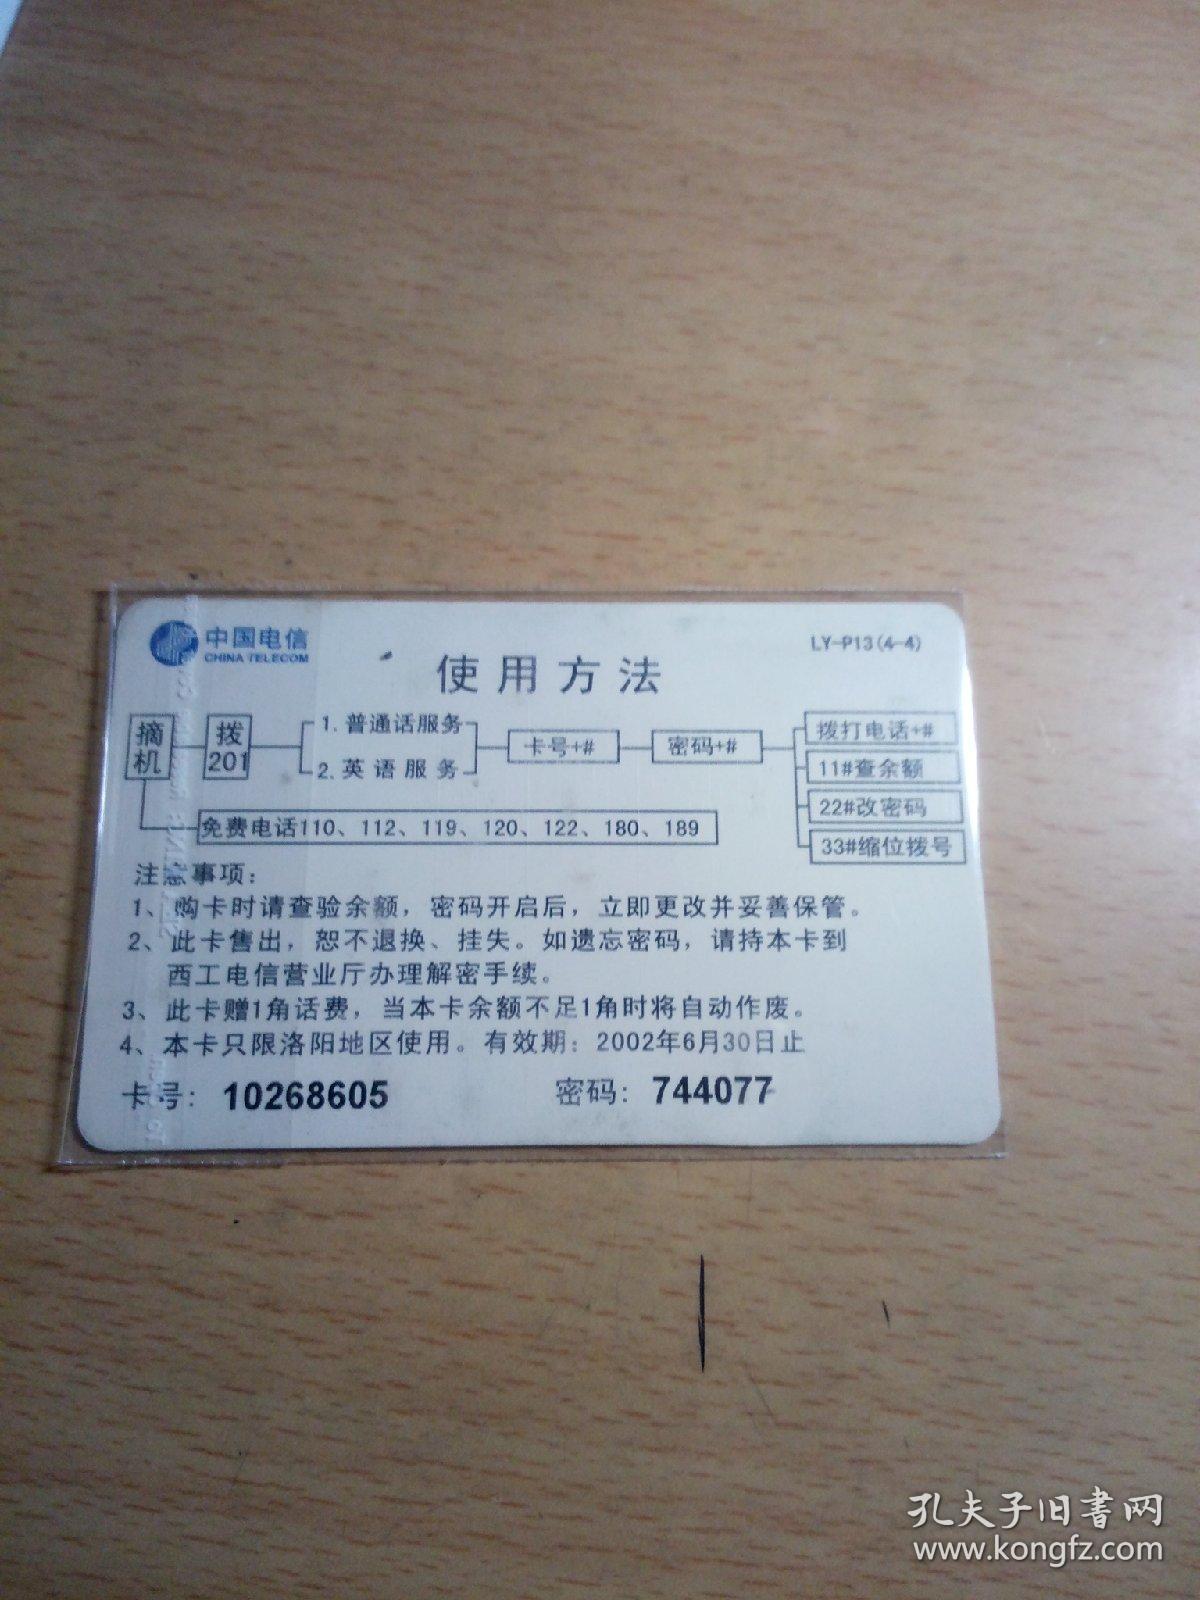 中国电信
CHINA TELECOM
LY-P13(4-4)
使用方法
摘机
拨201
1. 普通话服务
2. 英语服务
卡号+#
密码+#
拨打电话+#
11#查余额
22#改密码
33#缩位拨号
免费电话110、112、119、120、122、180、189
注意事项：
1、购卡时请查验余额，密码开启后，立即更改并妥善保管。
2、此卡售出，恕不退换、挂失。如遗忘密码，请持本卡到
西工电信营业厅办理解密手续。
3、此卡赠1角话费，当本卡余额不足1角时将自动作废。
4、本卡只限洛阳地区使用。有效期：2002年6月30日止
卡号：10268605
密码：744077
孔夫子旧书网
www.kongfz.com